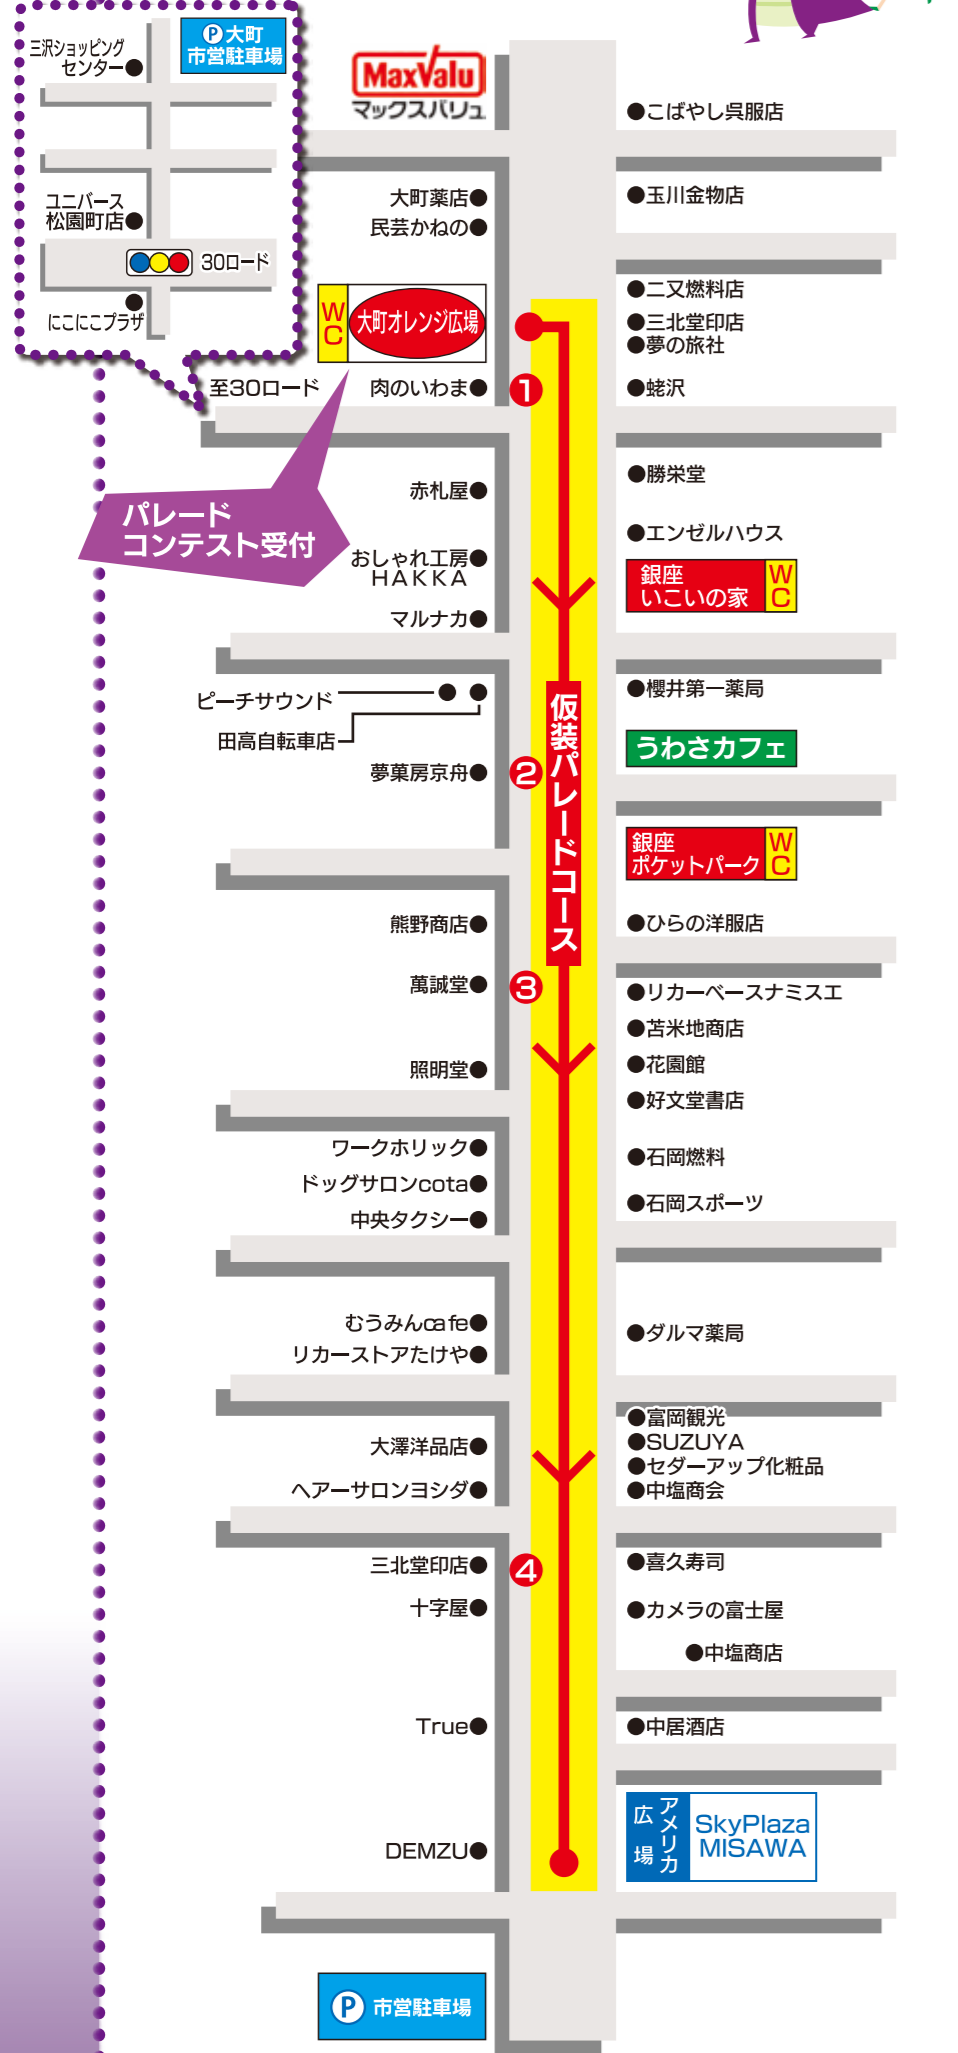 三沢ショッピング
センター●
P 大町
市営駐車場
ユニバース
松園町店●
30ロード
にこにこプラザ
至30ロード
MaxValu
マックスバリュ
大町薬店●
民芸かねの●
WC
大町オレンジ広場
肉のいわま●
❶
パレード
コンテスト受付
赤札屋●
おしゃれ工房●
HAKKA
マルナカ●
ピーチサウンド
田高自転車店
夢菓房京舟●
❷
仮装パレードコース
熊野商店●
萬誠堂●
❸
照明堂●
ワークホリック●
ドッグサロンcota●
中央タクシー●
むうみんcafe●
リカーストアたけや●
大澤洋品店●
ヘアーサロンヨシダ●
三北堂印店●
❹
十字屋●
True●
DEMZU●
P 市営駐車場
●こばやし呉服店
●玉川金物店
●二又燃料店
●三北堂印店
●夢の旅社
●蛯沢
●勝栄堂
●エンゼルハウス
銀座
いこいの家
WC
●櫻井第一薬局
うわさカフェ
銀座
ポケットパーク
WC
●ひらの洋服店
●リカーベースナミスエ
●苫米地商店
●花園館
●好文堂書店
●石岡燃料
●石岡スポーツ
●ダルマ薬局
●富岡観光
●SUZUYA
●セダーアップ化粧品
●中塩商会
●喜久寿司
●カメラの富士屋
●中塩商店
●中居酒店
アメリカ
広場
SkyPlaza
MISAWA